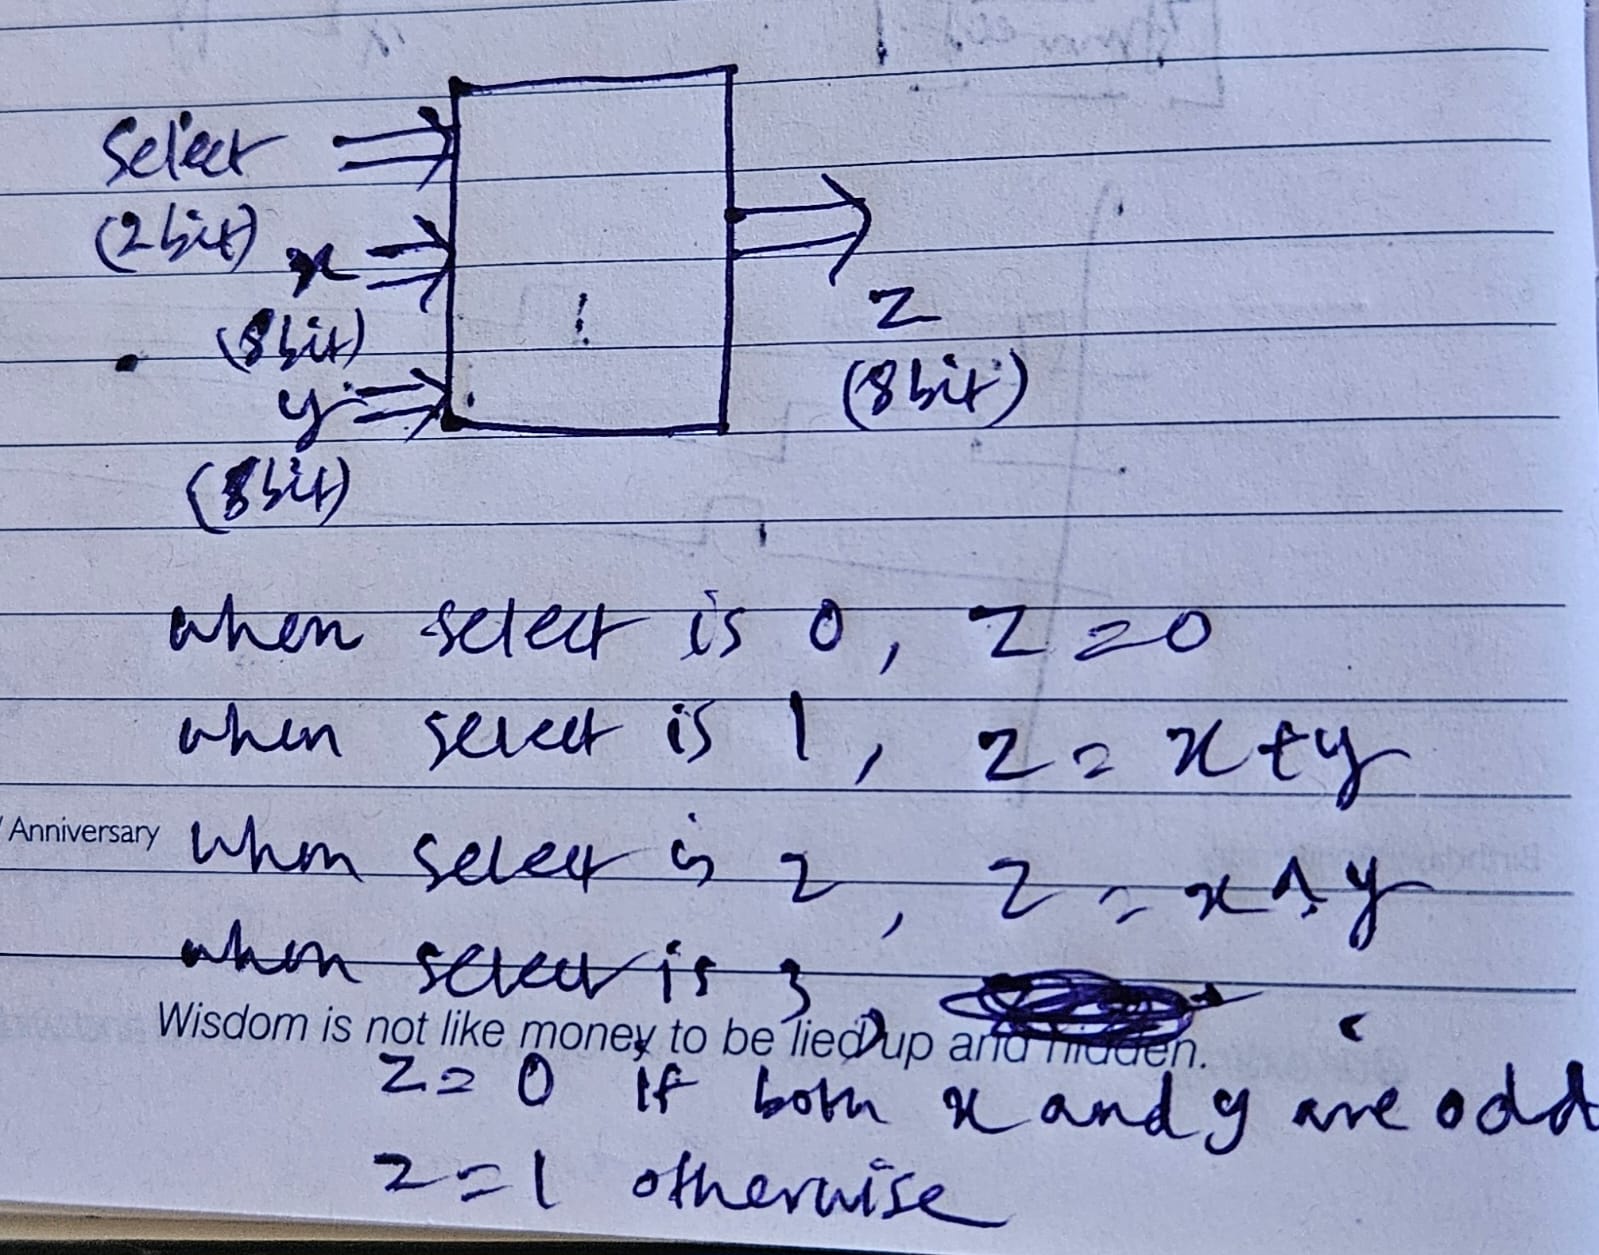 Select
(2 bit)
x
(8 bit)
y
(8 bit)
z
(8 bit)
when select is 0, z = 0
when select is 1, z = x + y
Anniversary
when select is 2, z = x ^ y
when select is 3,
Wisdom is not like money to be tied up and hidden.
z = 0 if both x and y are odd
z = 1 otherwise